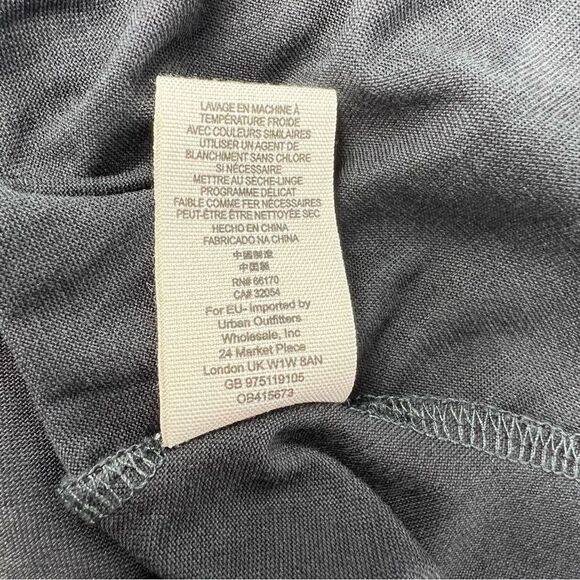 LAVAGE EN MACHINE À
TEMPÉRATURE FROIDE
AVEC COULEURS SIMILAIRES
UTILISER UN AGENT DE
BLANCHIMENT SANS CHLORE
SI NÉCESSAIRE
METTRE AU SÈCHE-LINGE
PROGRAMME DÉLICAT
FAIBLE COMME FER NÉCESSAIRES
PEUT-ÊTRE ÊTRE NETTOYÉE SEC
HECHO EN CHINA
FABRICADO NA CHINA
中國製造
中国製
RN# 66170
CA# 32054
For EU- Imported by
Urban Outfitters
Wholesale, Inc
24 Market Place
London UK W1W 8AN
GB 975119105
OB415673